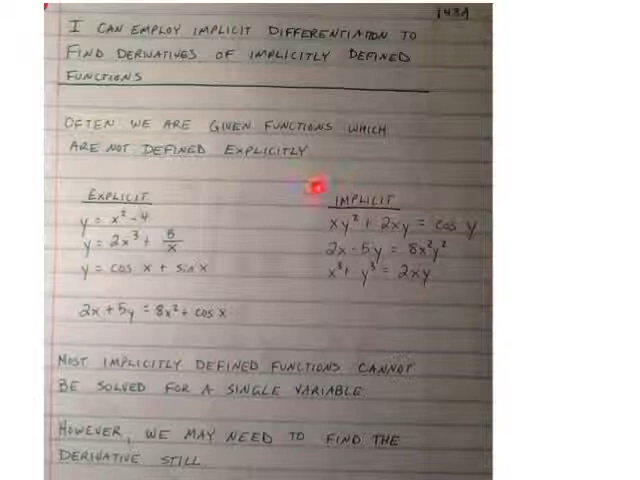 143A
I CAN EMPLOY IMPLICIT DIFFERENTIATION TO
FIND DERIVATIVES OF IMPLICITLY DEFINED
FUNCTIONS
OFTEN WE ARE GIVEN FUNCTIONS WHICH
ARE NOT DEFINED EXPLICITLY
EXPLICIT
y = x² - 4
y = 2x³ + 5/x
y = cos x + sin x
2x + 5y = 8x² + cos x
IMPLICIT
xy² + 2xy = cos y
2x - 5y = 8x²y²
x³ + y³ = 2xy
MOST IMPLICITLY DEFINED FUNCTIONS CANNOT
BE SOLVED FOR A SINGLE VARIABLE
HOWEVER, WE MAY NEED TO FIND THE
DERIVATIVE STILL